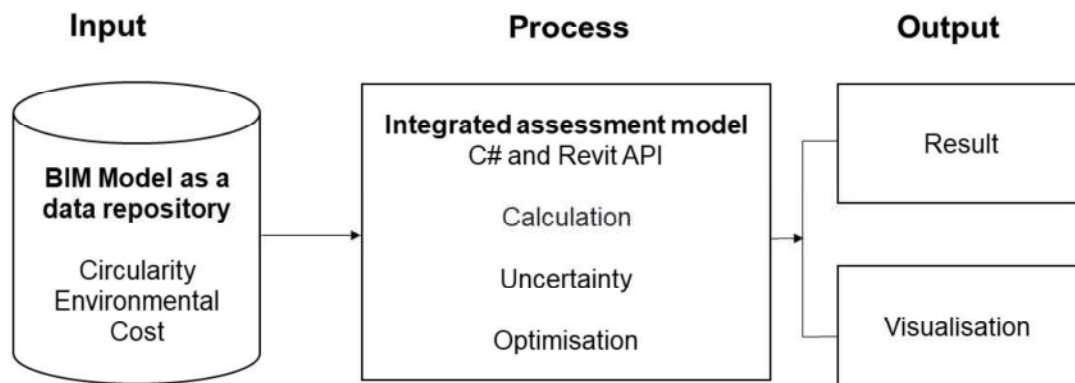 Input
Process
Output
BIM Model as a
data repository
Circularity
Environmental
Cost
Integrated assessment model
C# and Revit API
Calculation
Uncertainty
Optimisation
Result
Visualisation